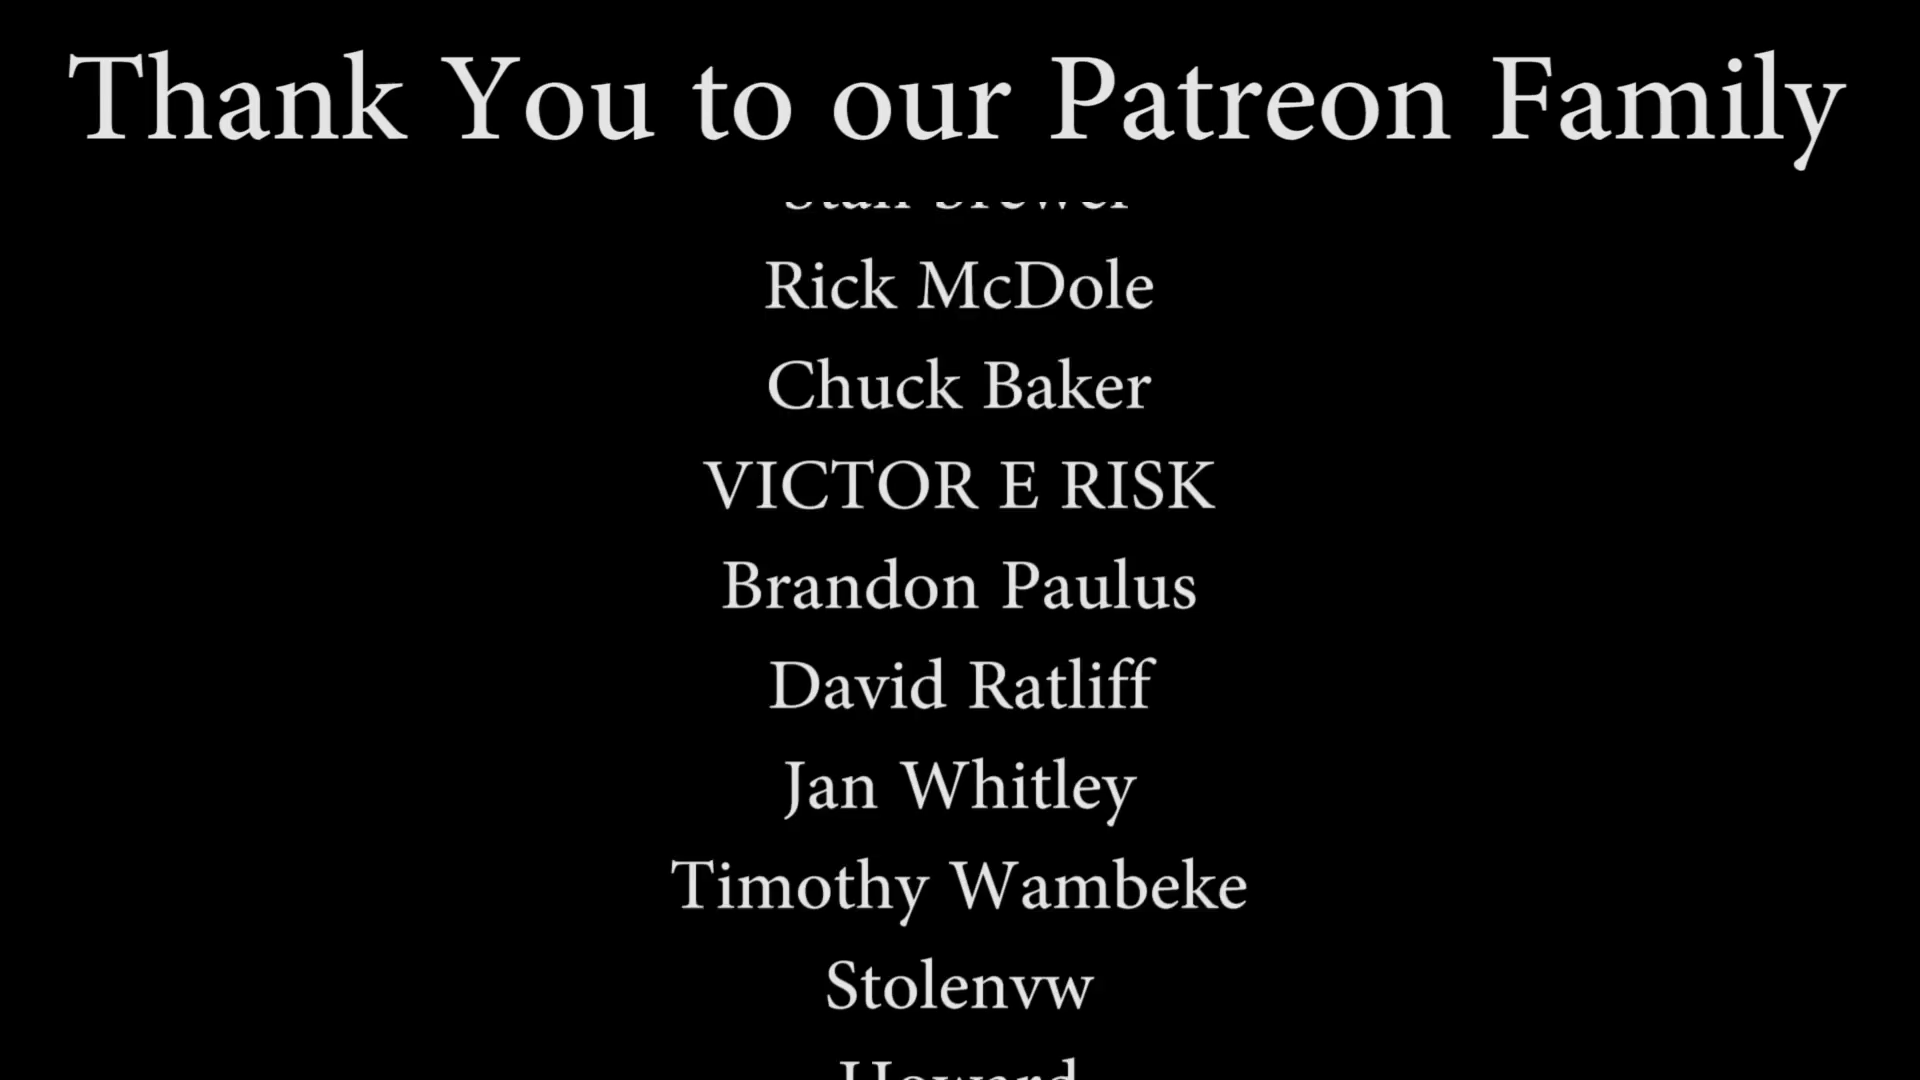 Thank You to our Patreon Family
Rick McDole
Chuck Baker
VICTOR E RISK
Brandon Paulus
David Ratliff
Jan Whitley
Timothy Wambeke
Stolenvw
Howard